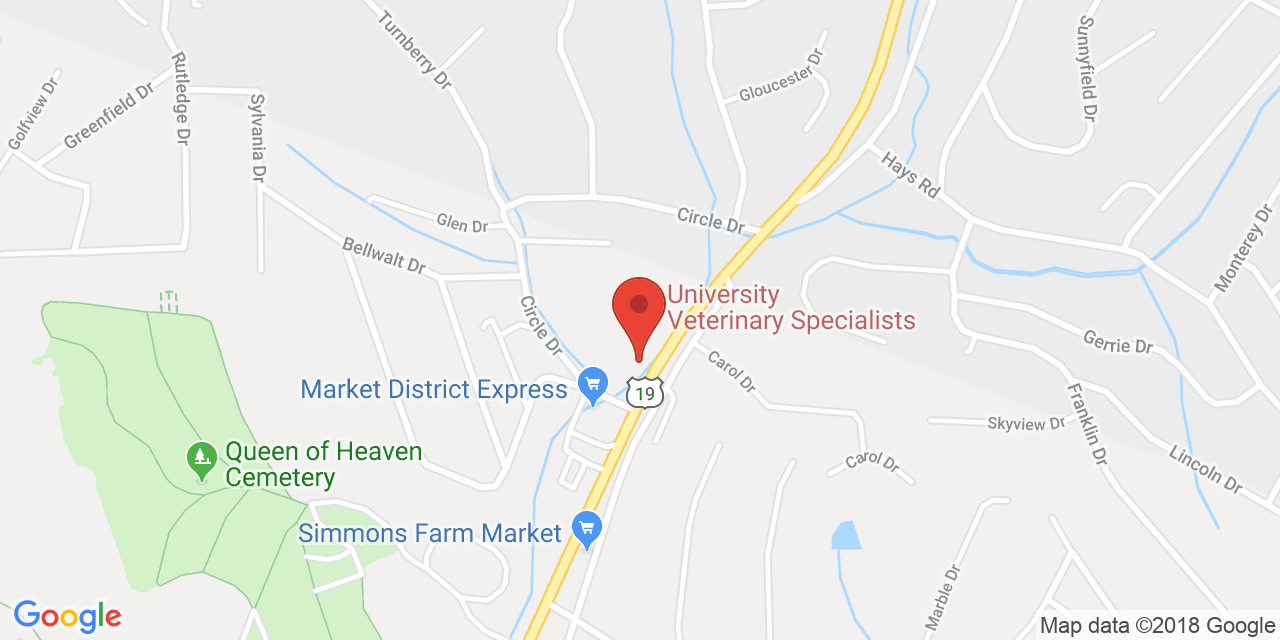 Turnberry Dr
Rutledge Dr
Golfview Dr
Greenfield Dr
Sylvania Dr
Gloucester Dr
Sunnyfield Dr
Hays Rd
Glen Dr
Circle Dr
Bellwalt Dr
Monterey Dr
University
Veterinary Specialists
Circle Dr
Gerrie Dr
Carol Dr
Market District Express
19
Franklin Dr
Skyview Dr
Queen of Heaven
Cemetery
Carol Dr
Lincoln Dr
Simmons Farm Market
Marble Dr
Google
Map data ©2018 Google